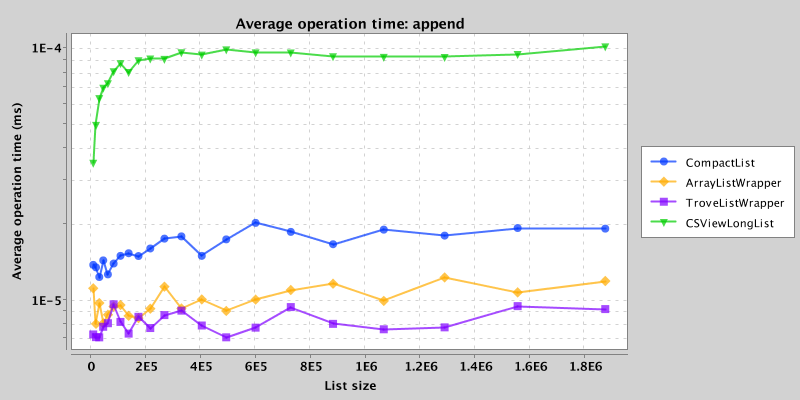 Average operation time: append
Average operation time (ms)
1E-4
1E-5
0 2E5 4E5 6E5 8E5 1E6 1.2E6 1.4E6 1.6E6 1.8E6
List size
CompactList
ArrayListWrapper
TroveListWrapper
CSViewLongList